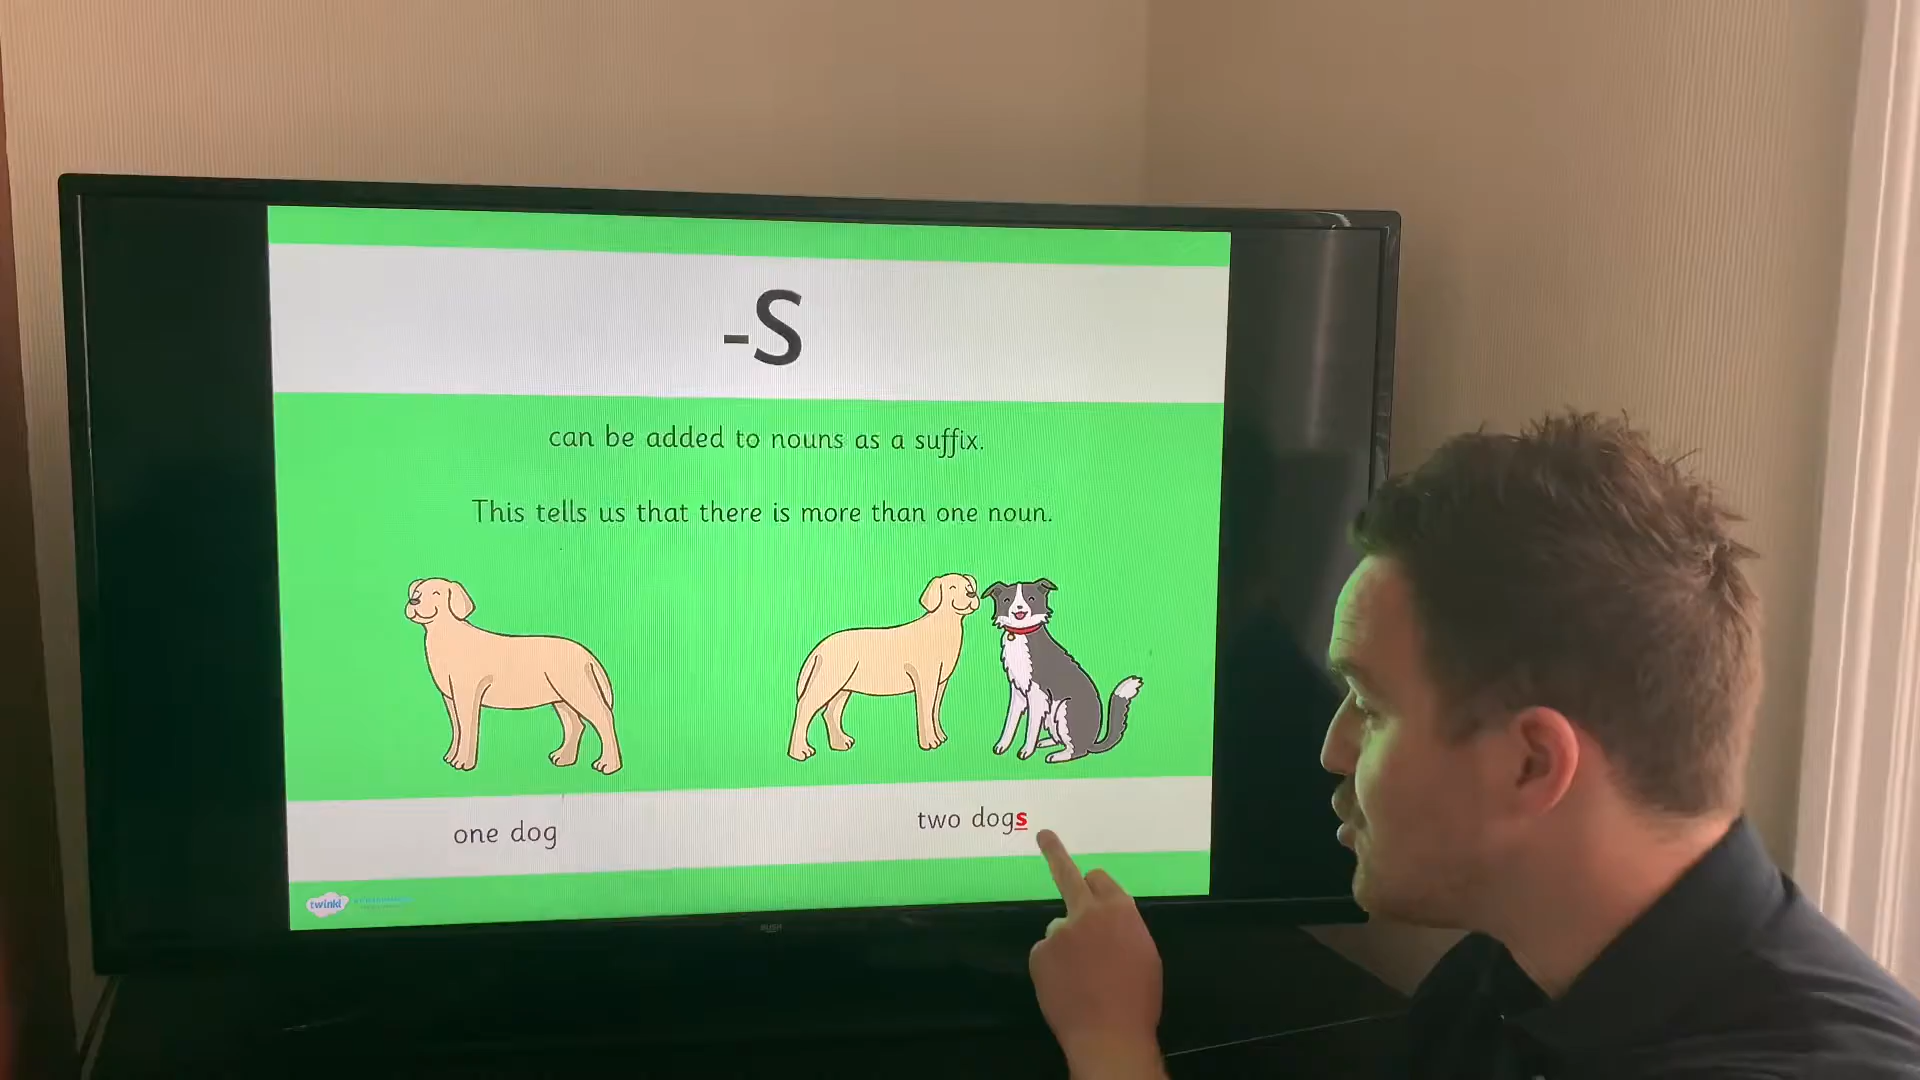 -s
can be added to nouns as a suffix.
This tells us that there is more than one noun.
one dog
two dogs
twinkl
BUSH